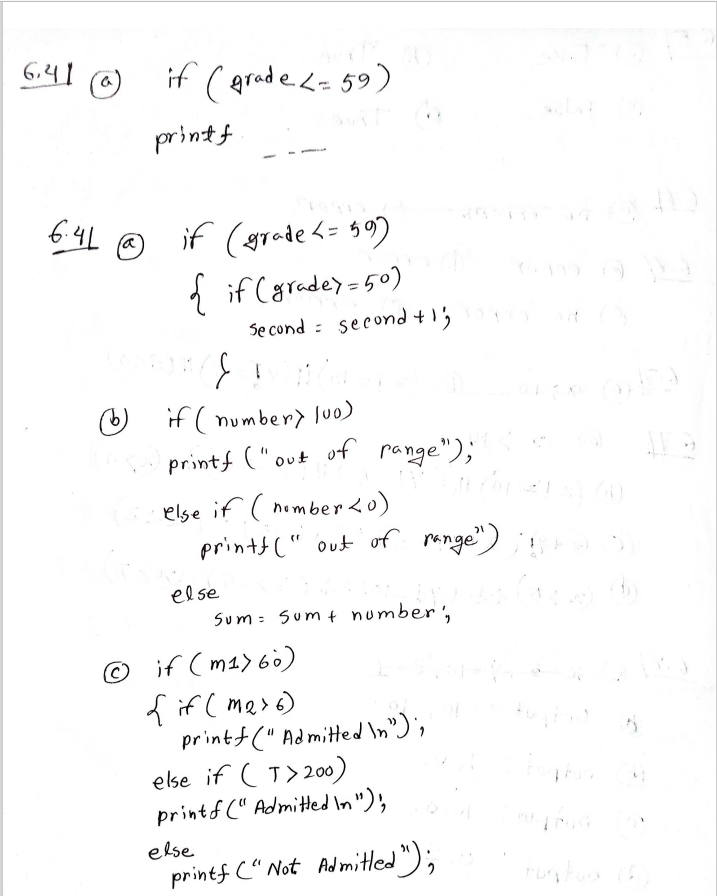 6.41 (a) if (grade <= 59)
printf - - -
6.41 (a) if (grade <= 59)
{ if (grade >= 50)
second = second + 1;
}
(b) if (number > 100)
printf ("out of range");
else if (number < 0)
printf (" out of range");
else
sum = sum + number;
(c) if (m1 > 60)
{ if (m2 > 6)
printf (" Admitted \n");
else if (T > 200)
printf (" Admitted \n");
else
printf (" Not Admitted ");